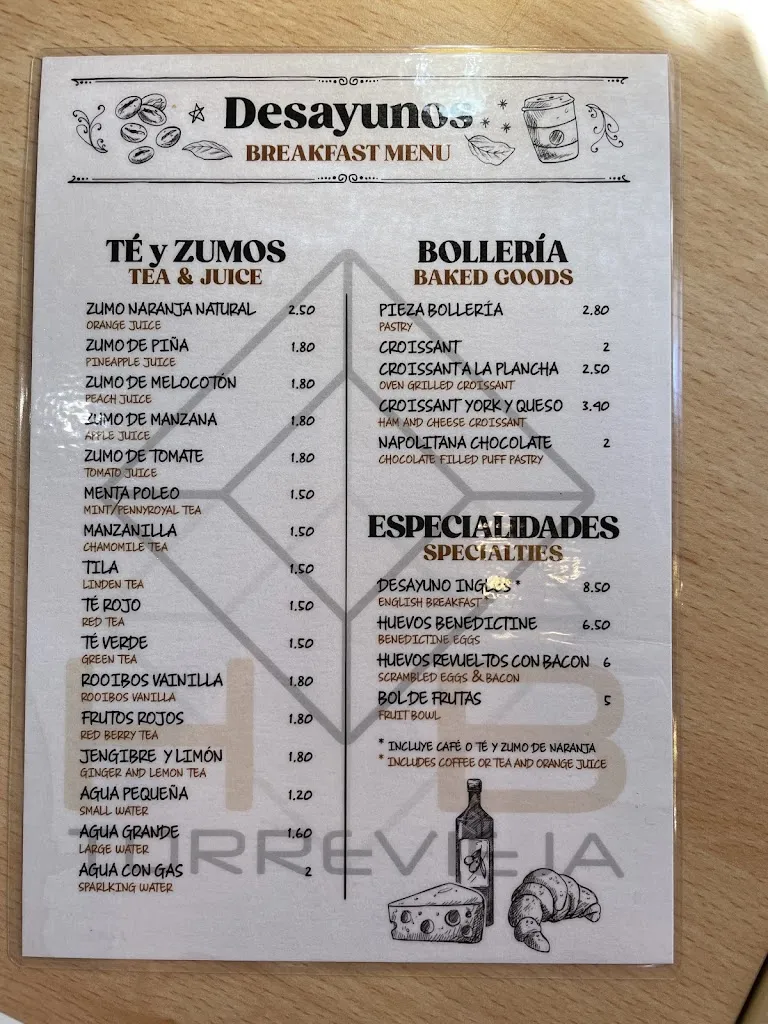 Desayunos
BREAKFAST MENU
TÉ y ZUMOS
TEA & JUICE
ZUMO NARANJA NATURAL 2.50
ORANGE JUICE
ZUMO DE PIÑA 1.80
PINEAPPLE JUICE
ZUMO DE MELOCOTÓN 1.80
PEACH JUICE
ZUMO DE MANZANA 1.80
APPLE JUICE
ZUMO DE TOMATE 1.80
TOMATO JUICE
MENTA POLEO 1.50
MINT/PENNYROYAL TEA
MANZANILLA 1.50
CHAMOMILE TEA
TILA 1.50
LINDEN TEA
TÉ ROJO 1.50
RED TEA
TÉ VERDE 1.50
GREEN TEA
ROOIBOS VAINILLA 1.80
ROOIBOS VANILLA
FRUTOS ROJOS 1.80
RED BERRY TEA
JENGIBRE Y LIMÓN 1.80
GINGER AND LEMON TEA
AGUA PEQUEÑA 1.20
SMALL WATER
AGUA GRANDE 1.60
LARGE WATER
AGUA CON GAS 2
SPARLKING WATER
BOLLERÍA
BAKED GOODS
PIEZA BOLLERÍA 2.80
PASTRY
CROISSANT 2
CROISSANT A LA PLANCHA 2.50
OVEN GRILLED CROISSANT
CROISSANT YORK Y QUESO 3.40
HAM AND CHEESE CROISSANT
NAPOLITANA CHOCOLATE 2
CHOCOLATE FILLED PUFF PASTRY
ESPECIALIDADES
SPECIALTIES
DESAYUNO INGLES * 8.50
ENGLISH BREAKFAST *
HUEVOS BENEDICTINE 6.50
BENEDICTINE EGGS
HUEVOS REVUELTOS CON BACON 6
SCRAMBLED EGGS & BACON
BOL DE FRUTAS 5
FRUIT BOWL
* INCLUYE CAFÉ O TÉ Y ZUMO DE NARANJA
* INCLUDES COFFEE OR TEA AND ORANGE JUICE
H B
TORREVIEJA